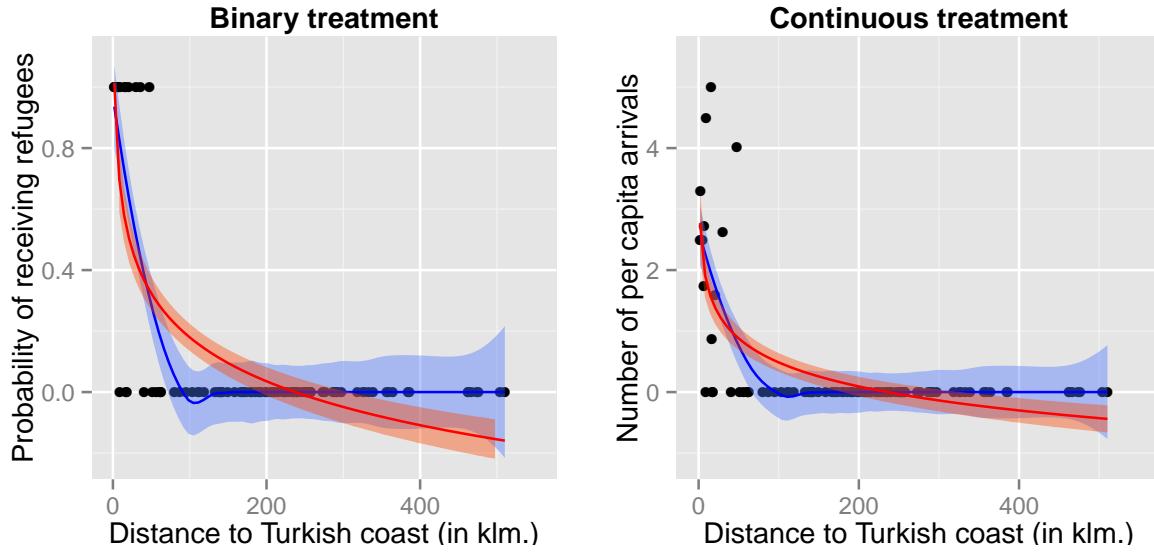 Binary treatment
Probability of receiving refugees
0.8
0.4
0.0
0
200
400
Distance to Turkish coast (in klm.)
Continuous treatment
Number of per capita arrivals
4
2
0
0
200
400
Distance to Turkish coast (in klm.)